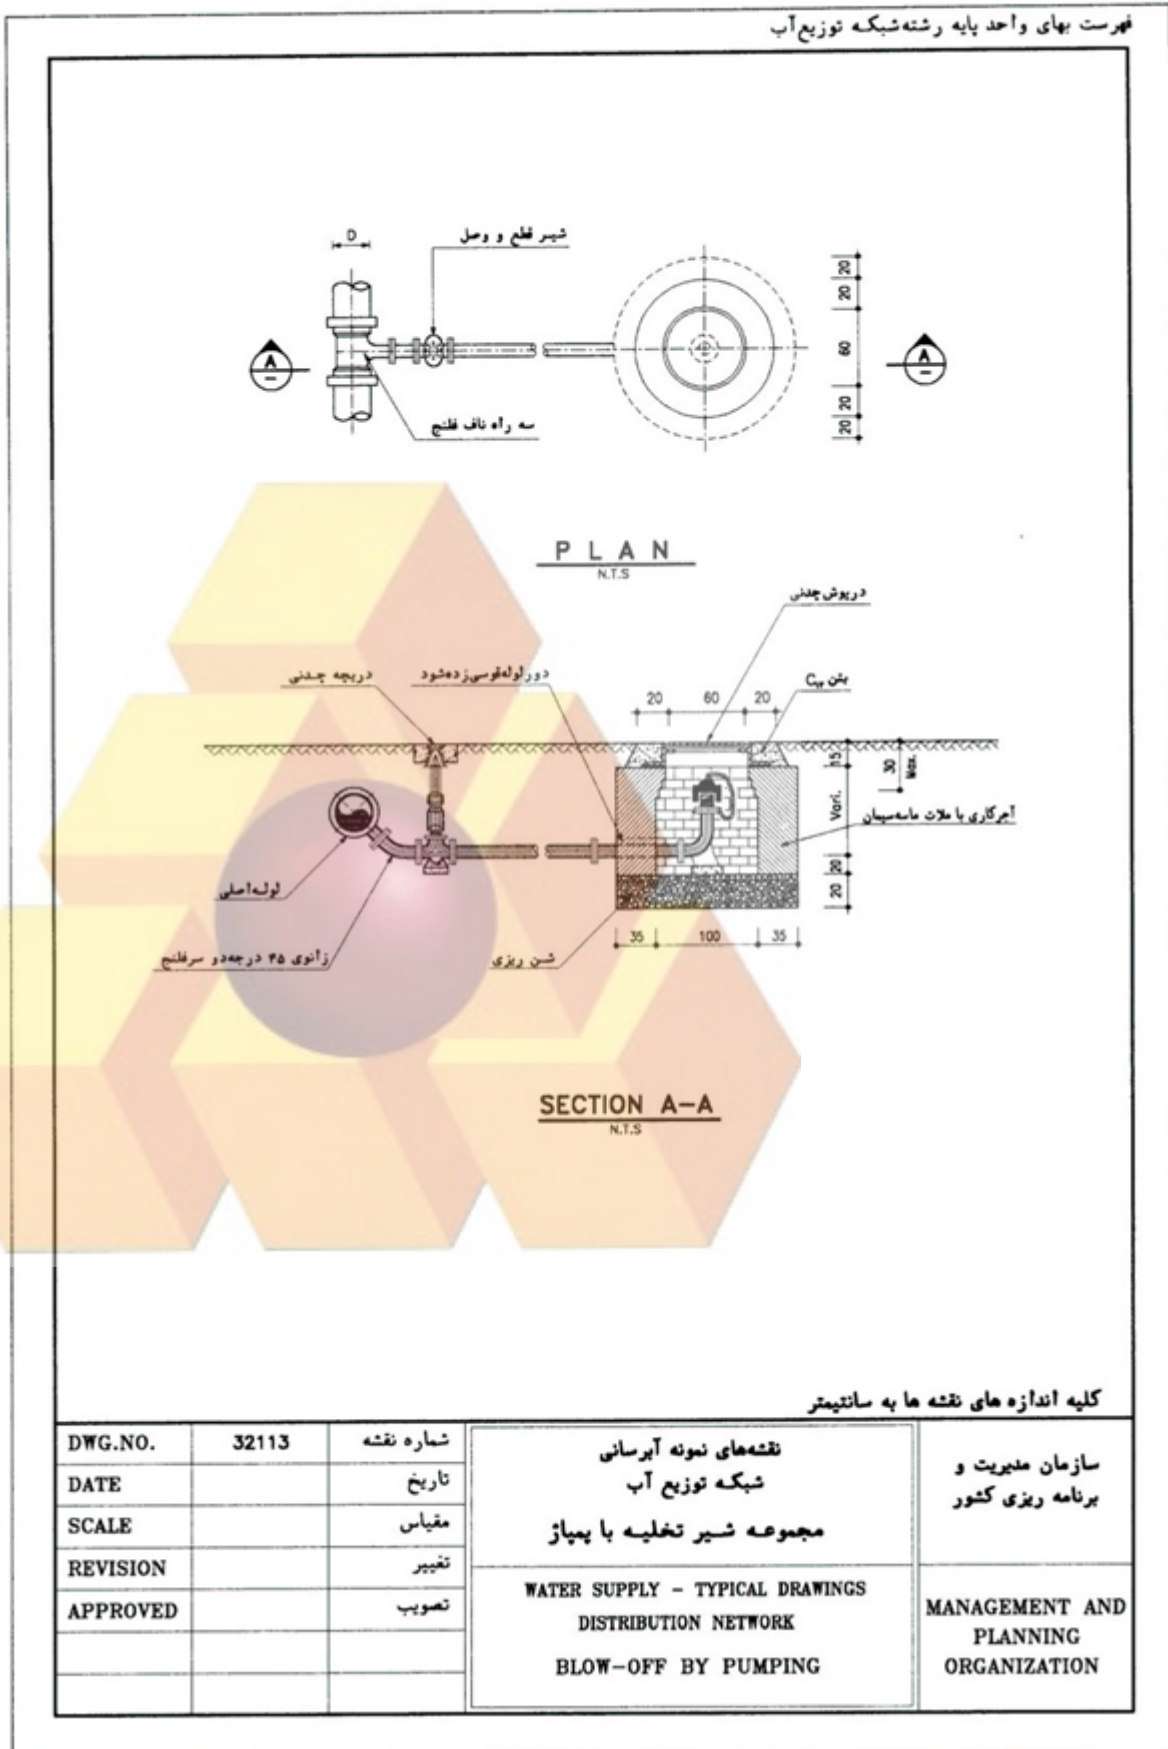 فهرست بهای واحد پایه رشته شبکه توزیع آب
D
شیر قطع و وصل
20
20
60
20
20
A
–
A
–
سه راه ناف فلنج
PLAN
N.T.S
درپوش چدنی
دریچه چدنی
دور لوله قوسی زده شود
بتن
20
60
20
15
30
Max.
Vari.
آجرکاری با ملات ماسه سیمان
20
20
لوله اصلی
35
100
35
زانوی ۴۵ درجه دو سر فلنج
شن ریزی
SECTION A-A
N.T.S
کلیه اندازه های نقشه ها به سانتیمتر
DWG.NO. 32113 شماره نقشه
DATE تاریخ
SCALE مقیاس
REVISION تغییر
APPROVED تصویب
نقشه‌های نمونه آبرسانی
شبکه توزیع آب
مجموعه شیر تخلیه با پمپاژ
WATER SUPPLY – TYPICAL DRAWINGS
DISTRIBUTION NETWORK
BLOW-OFF BY PUMPING
سازمان مدیریت و
برنامه ریزی کشور
MANAGEMENT AND
PLANNING
ORGANIZATION